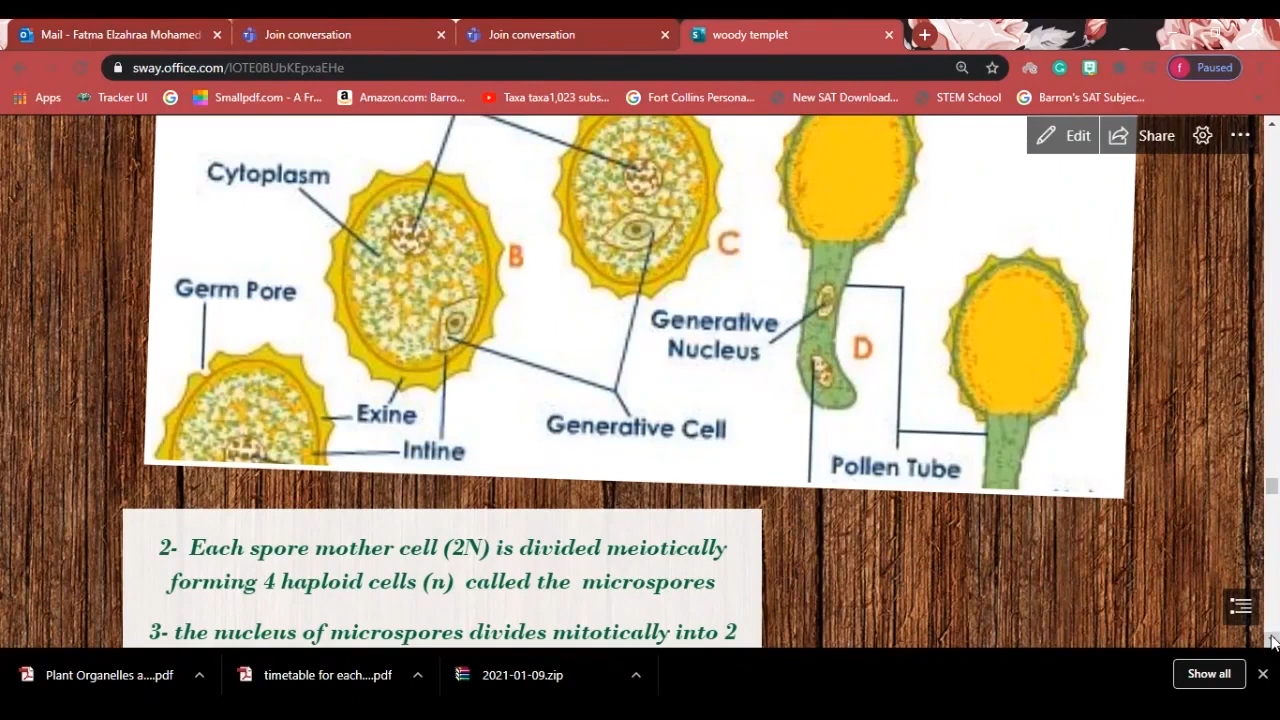 Mail - Fatma Elzahraa Mohamed
Join conversation
Join conversation
woody templet
sway.office.com/lOTE0BUbKEpxaEHe
Paused
Apps
Tracker UI
Smallpdf.com - A Fr...
Amazon.com: Barro...
Taxa taxa1,023 subs...
Fort Collins Persona...
New SAT Download...
STEM School
Barron's SAT Subjec...
Edit
Share
Cytoplasm
B
C
Germ Pore
Generative
Nucleus
D
Exine
Generative Cell
Intine
Pollen Tube
2- Each spore mother cell (2N) is divided meiotically
forming 4 haploid cells (n) called the microspores
3- the nucleus of microspores divides mitotically into 2
Plant Organelles a....pdf
timetable for each....pdf
2021-01-09.zip
Show all